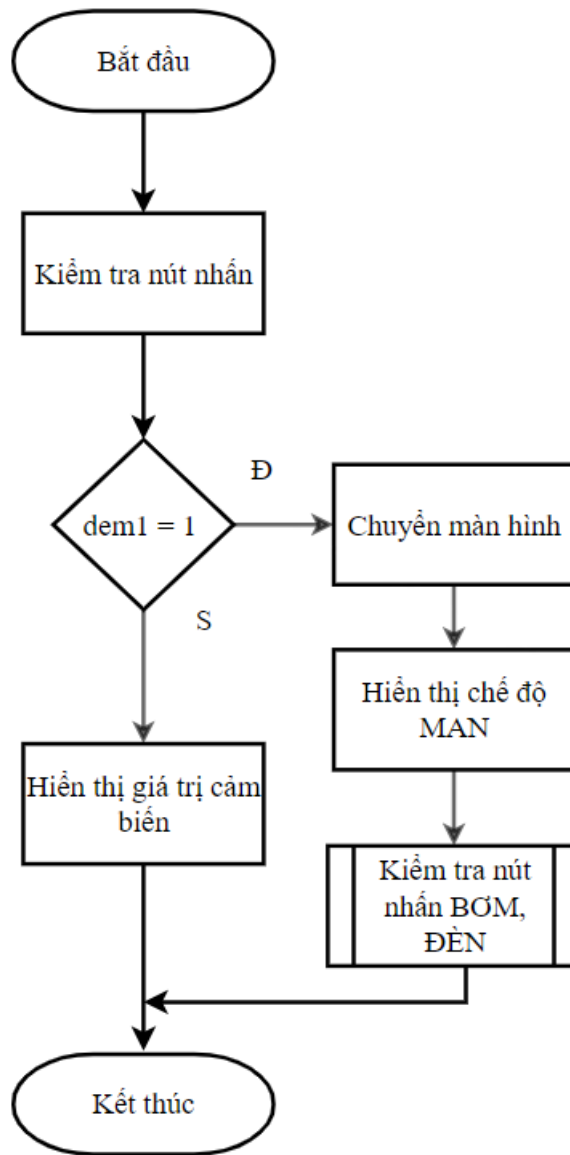 Bắt đầu
Kiểm tra nút nhấn
dem1 = 1
Đ
Chuyển màn hình
S
Hiển thị chế độ
MAN
Hiển thị giá trị cảm
biến
Kiểm tra nút
nhấn BƠM,
ĐÈN
Kết thúc